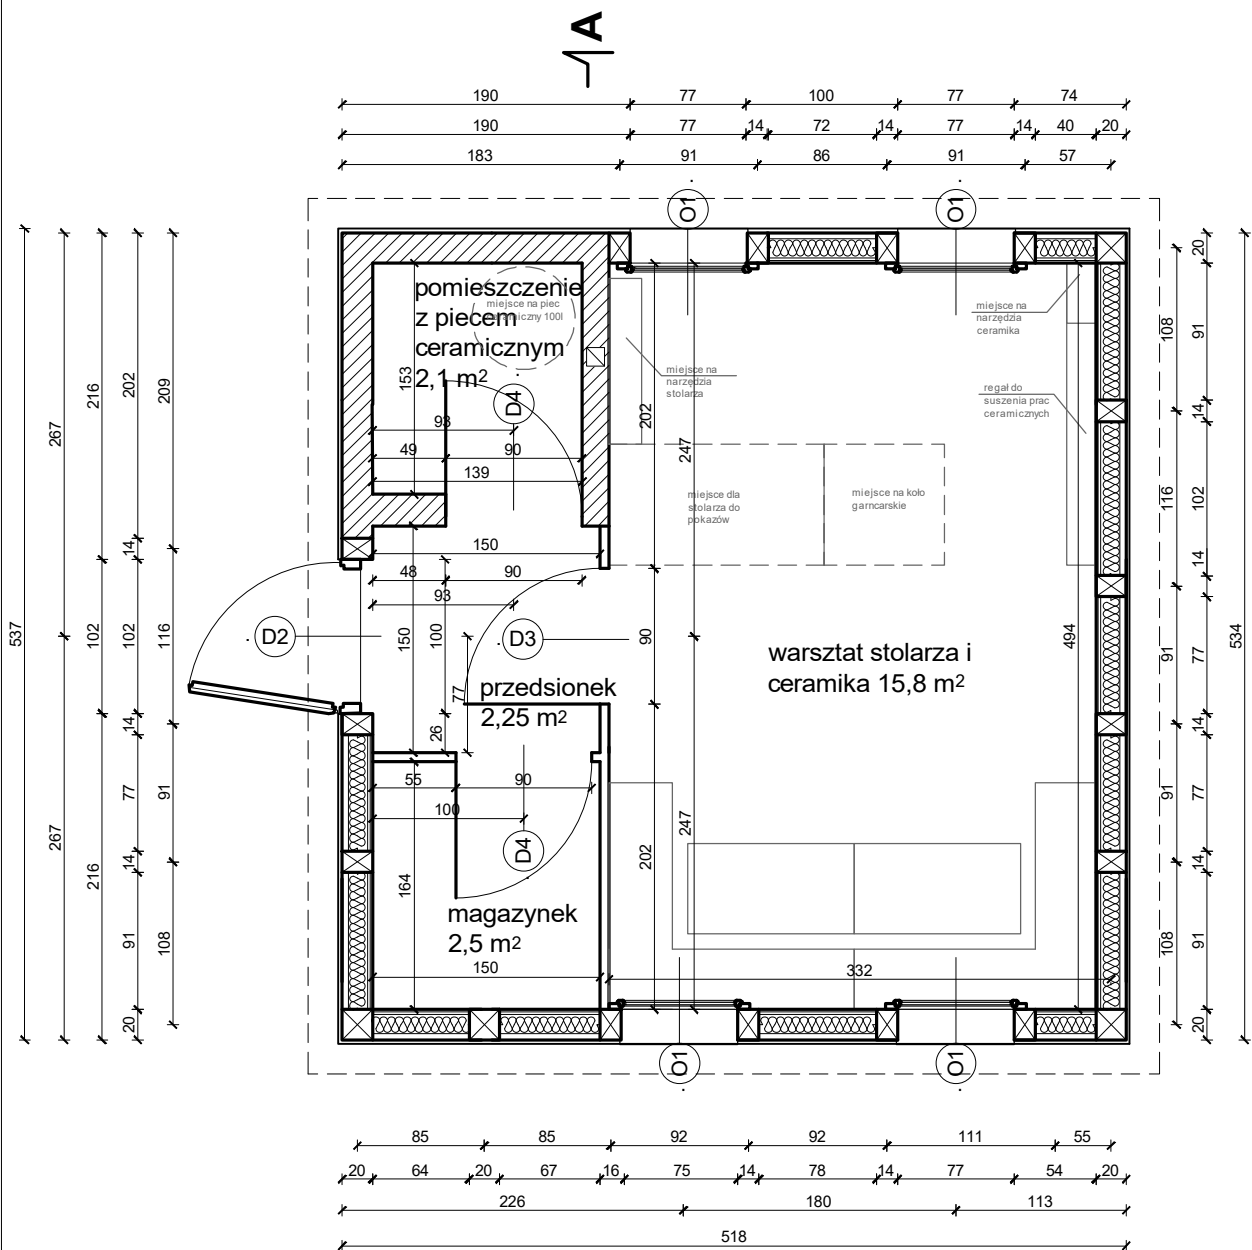 A
190 77 100 77 74
190 77 14 72 14 77 14 40 20
183 91 86 91 57
O1 O1
537
267 267
216 102 216
202 14 102 14 77 14 91 20
209 116 91 108
pomieszczenie
z piecem
ceramicznym
2,1 m2
miejsce na piec
ceramiczny 100l
153
D4
93
49 90
139
150
48 90
93
150 100
77
26
D2
D3
przedsionek
2,25 m2
55 90
100
D4
164
magazynek
2,5 m2
150
miejsce na
narzędzia
stolarza
202
247
miejsce dla
stolarza do
pokazów
miejsce na koło
garncarskie
miejsce na
narzędzia
ceramika
regał do
suszenia prac
ceramicznych
90
warsztat stolarza i
ceramika 15,8 m2
494
247
202
332
108 116 91 91 108
20 91 14 102 14 77 14 77 14 91 20
534
O1 O1
85 85 92 92 111 55
20 64 20 67 16 75 14 78 14 77 54 20
226 180 113
518